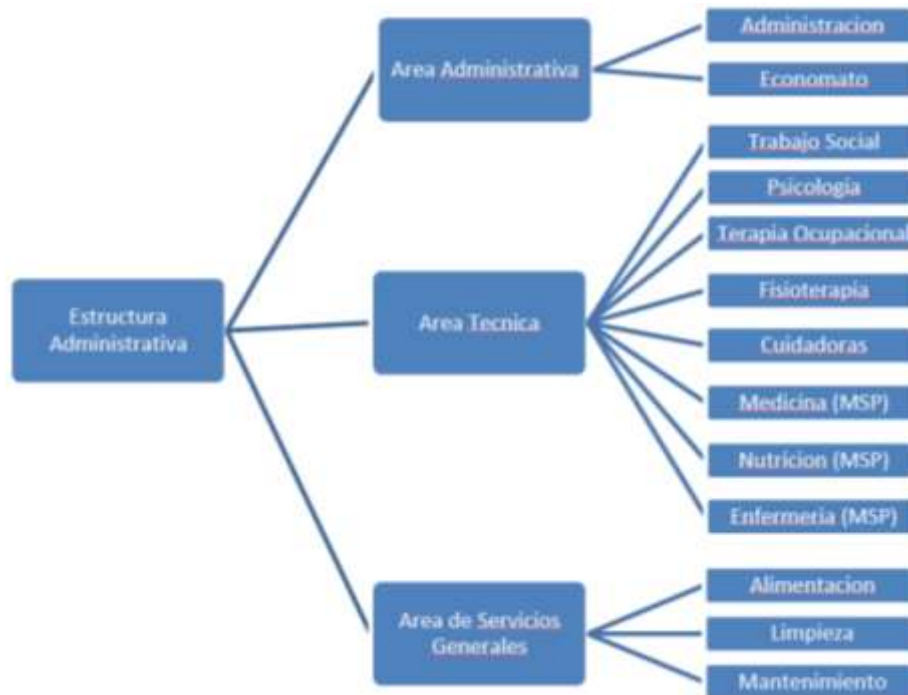 Estructura
Administrativa
Area Administrativa
Administracion
Economato
Area Tecnica
Trabajo Social
Psicología
Terapia Ocupacional
Fisioterapia
Cuidadoras
Medicina (MSP)
Nutricion (MSP)
Enfermeria (MSP)
Area de Servicios
Generales
Alimentacion
Limpieza
Mantenimiento